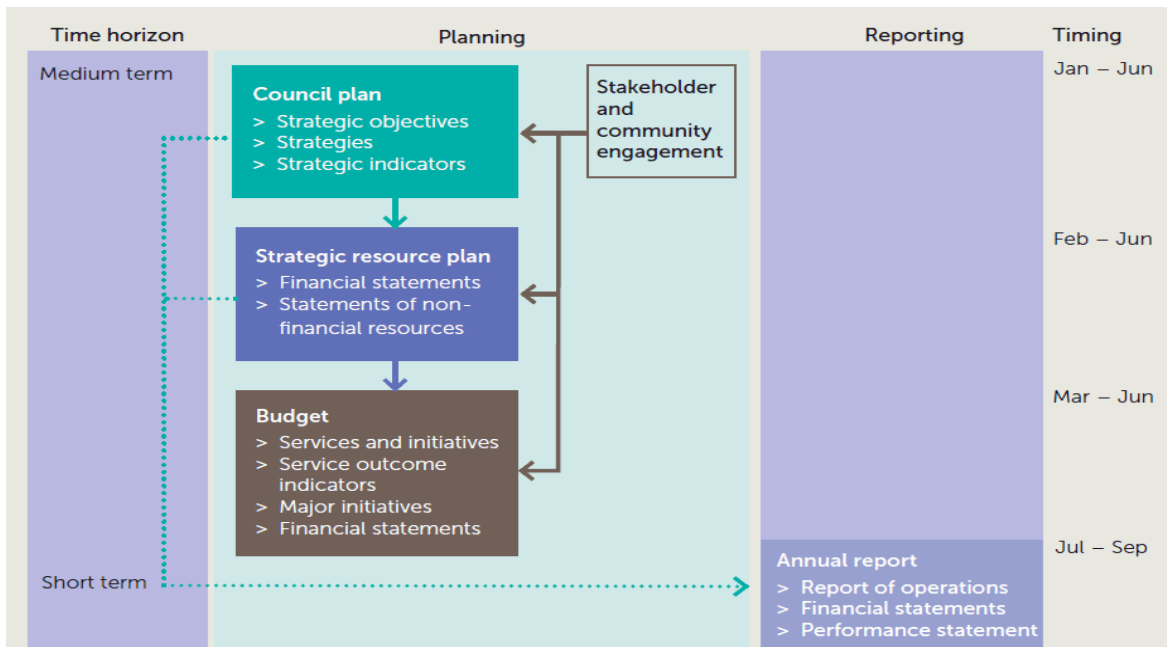 Time horizon
Planning
Reporting
Timing
Medium term
Jan – Jun
Council plan
> Strategic objectives
> Strategies
> Strategic indicators
Stakeholder
and
community
engagement
Feb – Jun
Strategic resource plan
> Financial statements
> Statements of non-
financial resources
Mar – Jun
Budget
> Services and initiatives
> Service outcome
indicators
> Major initiatives
> Financial statements
Jul – Sep
Short term
Annual report
> Report of operations
> Financial statements
> Performance statement